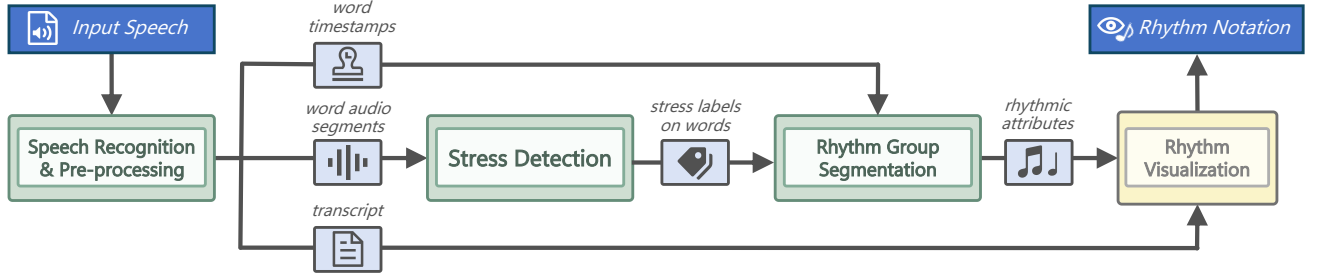 Input Speech
word
timestamps
Rhythm Notation
word audio
segments
stress labels
on words
rhythmic
attributes
Speech Recognition
& Pre-processing
Stress Detection
Rhythm Group
Segmentation
Rhythm
Visualization
transcript